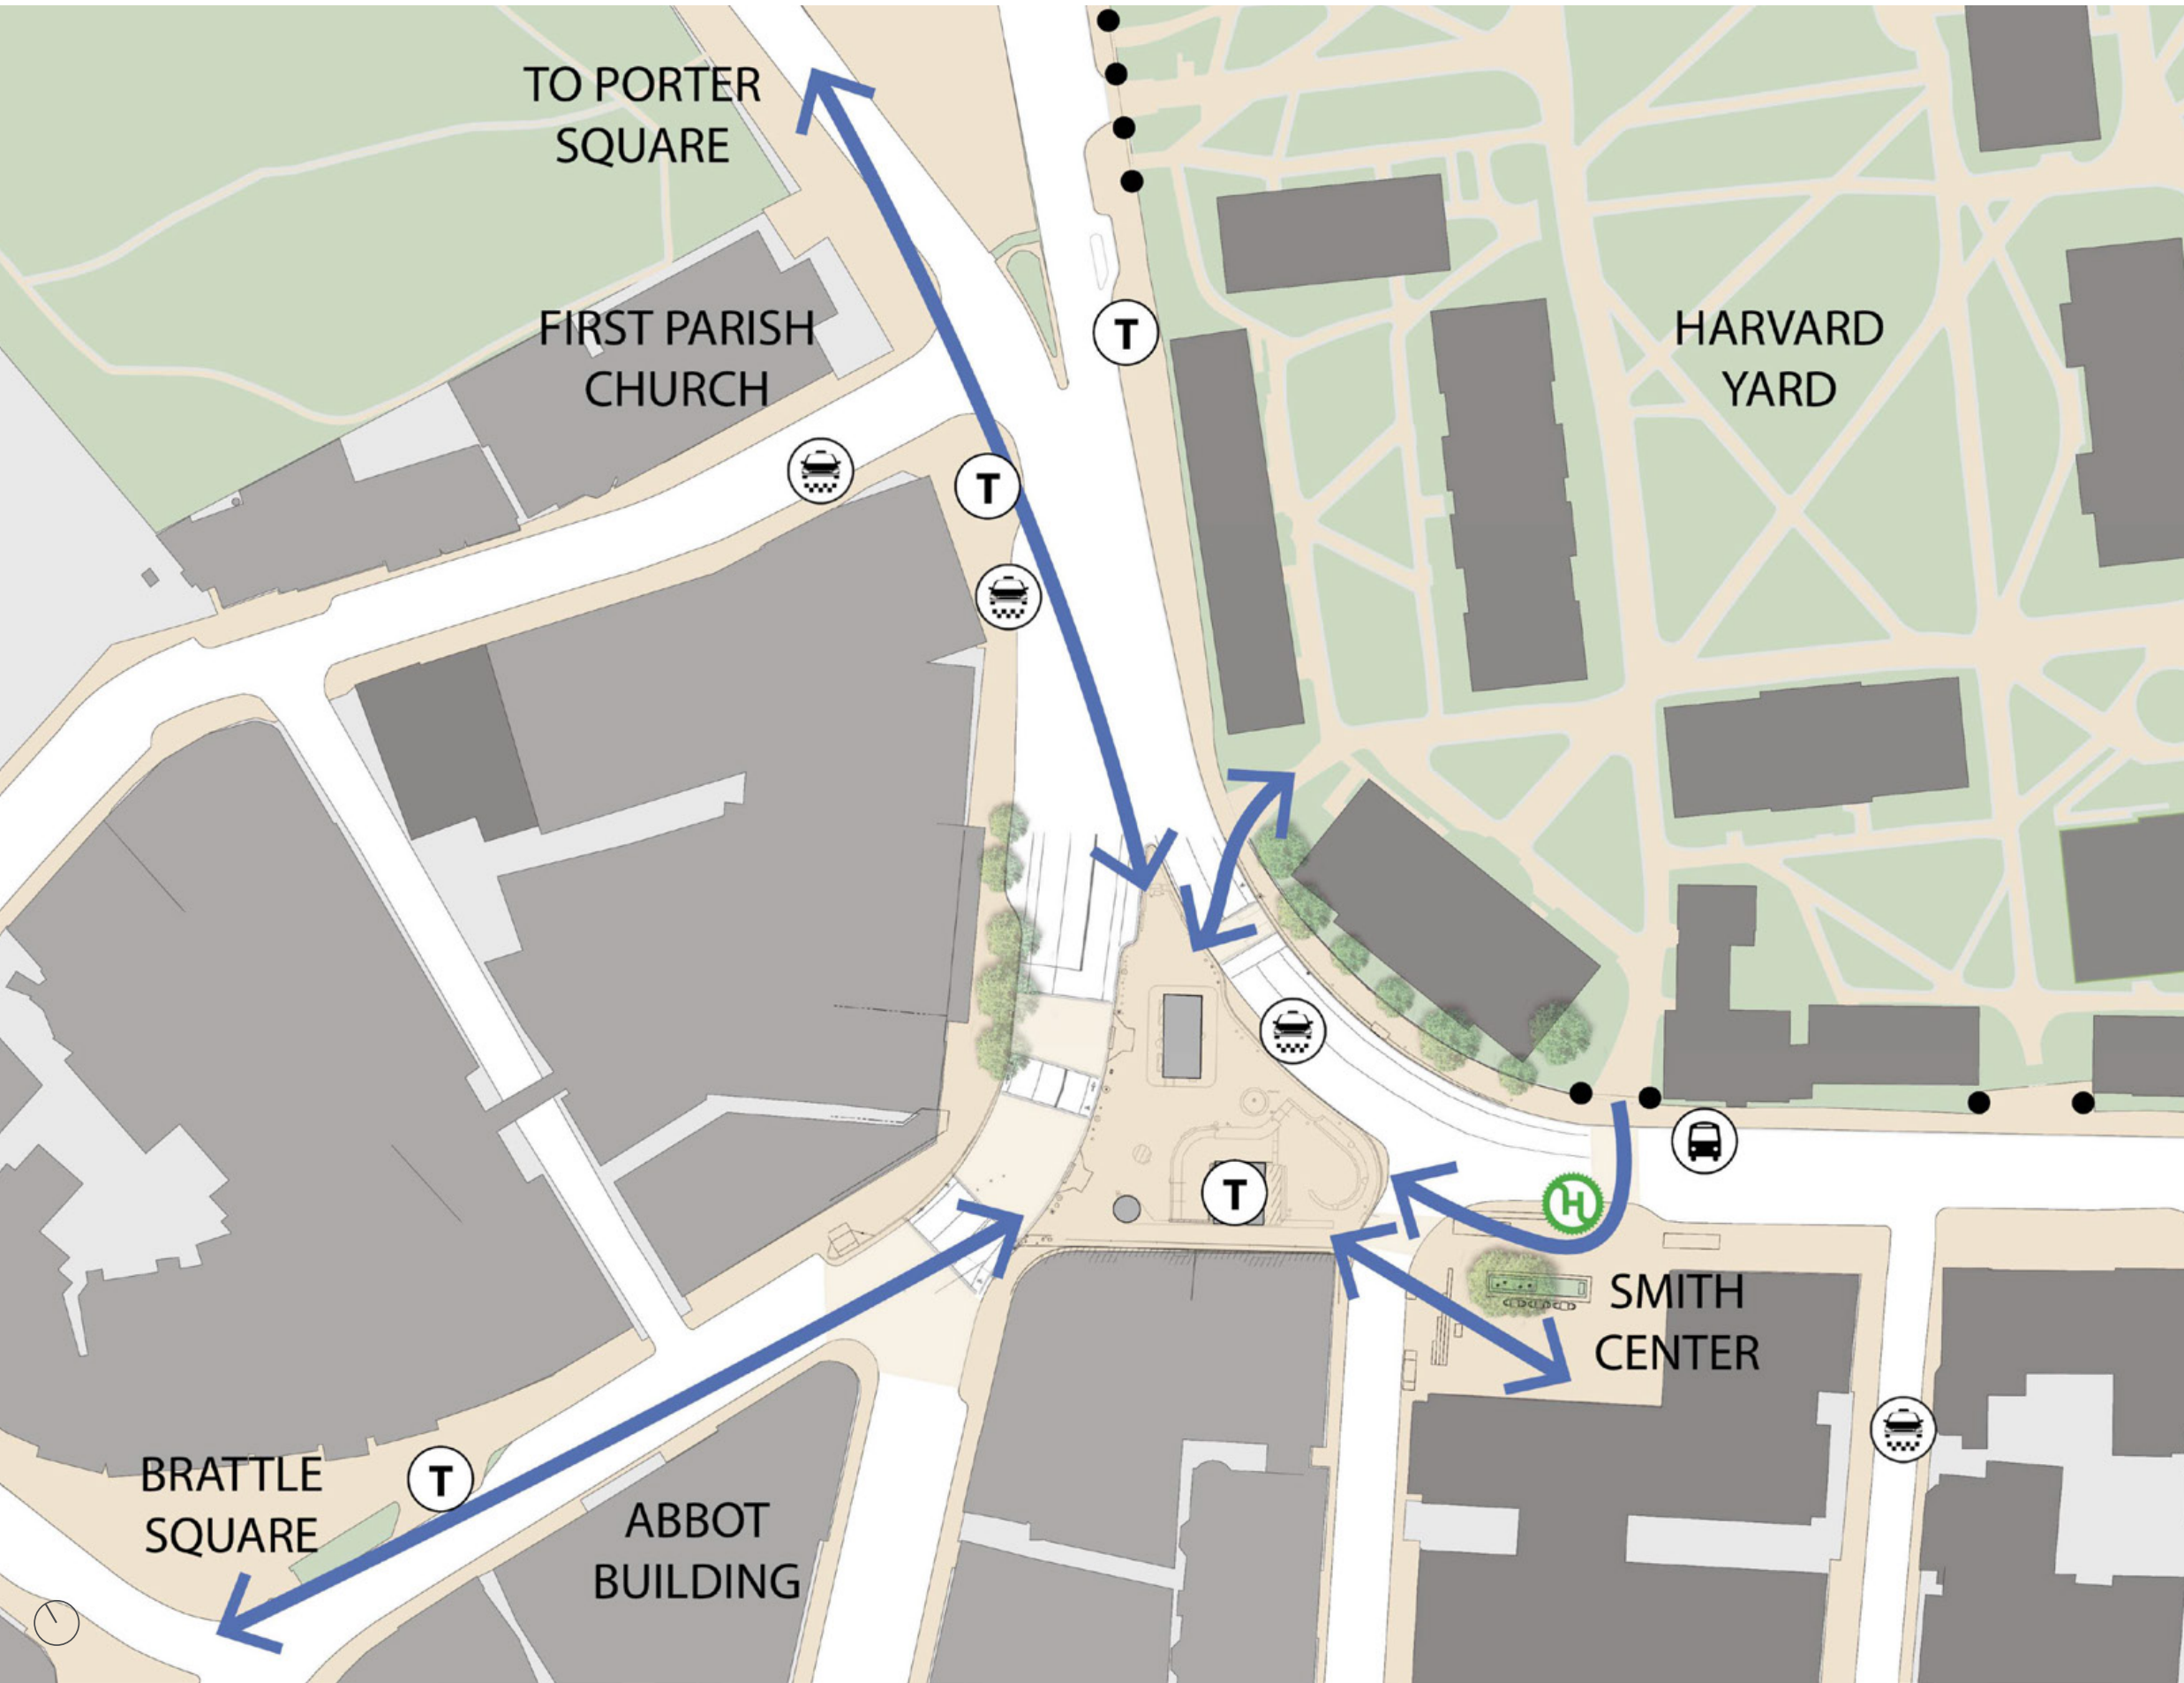 TO PORTER
SQUARE
FIRST PARISH
CHURCH
T
HARVARD
YARD
T
T
H
SMITH
CENTER
BRATTLE
SQUARE
T
ABBOT
BUILDING